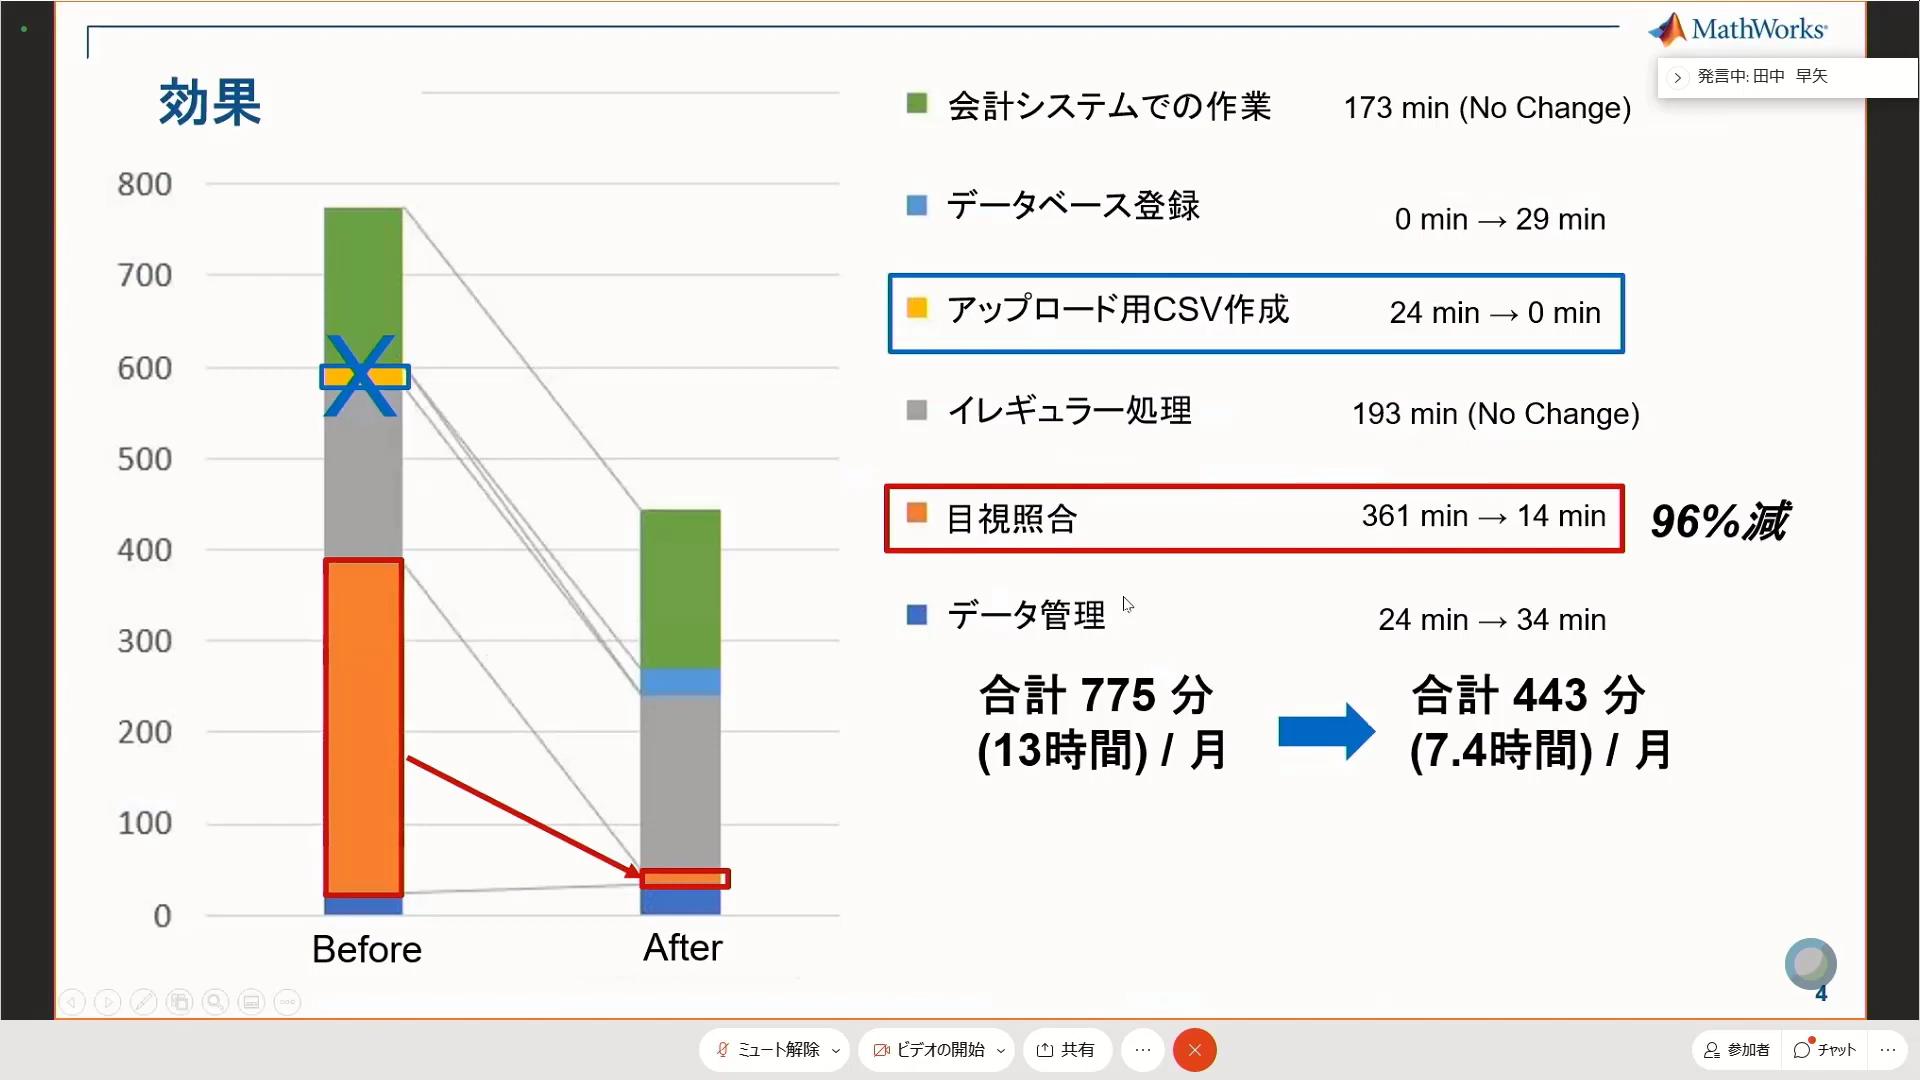 MathWorks®
発言中: 田中 早矢
効果
会計システムでの作業 173 min (No Change)
データベース登録 0 min → 29 min
アップロード用CSV作成 24 min → 0 min
イレギュラー処理 193 min (No Change)
目視照合 361 min → 14 min 96%減
データ管理 24 min → 34 min
合計 775 分
(13時間) / 月
合計 443 分
(7.4時間) / 月
800
700
600
500
400
300
200
100
0
Before
After
4
ミュート解除
ビデオの開始
共有
参加者
チャット